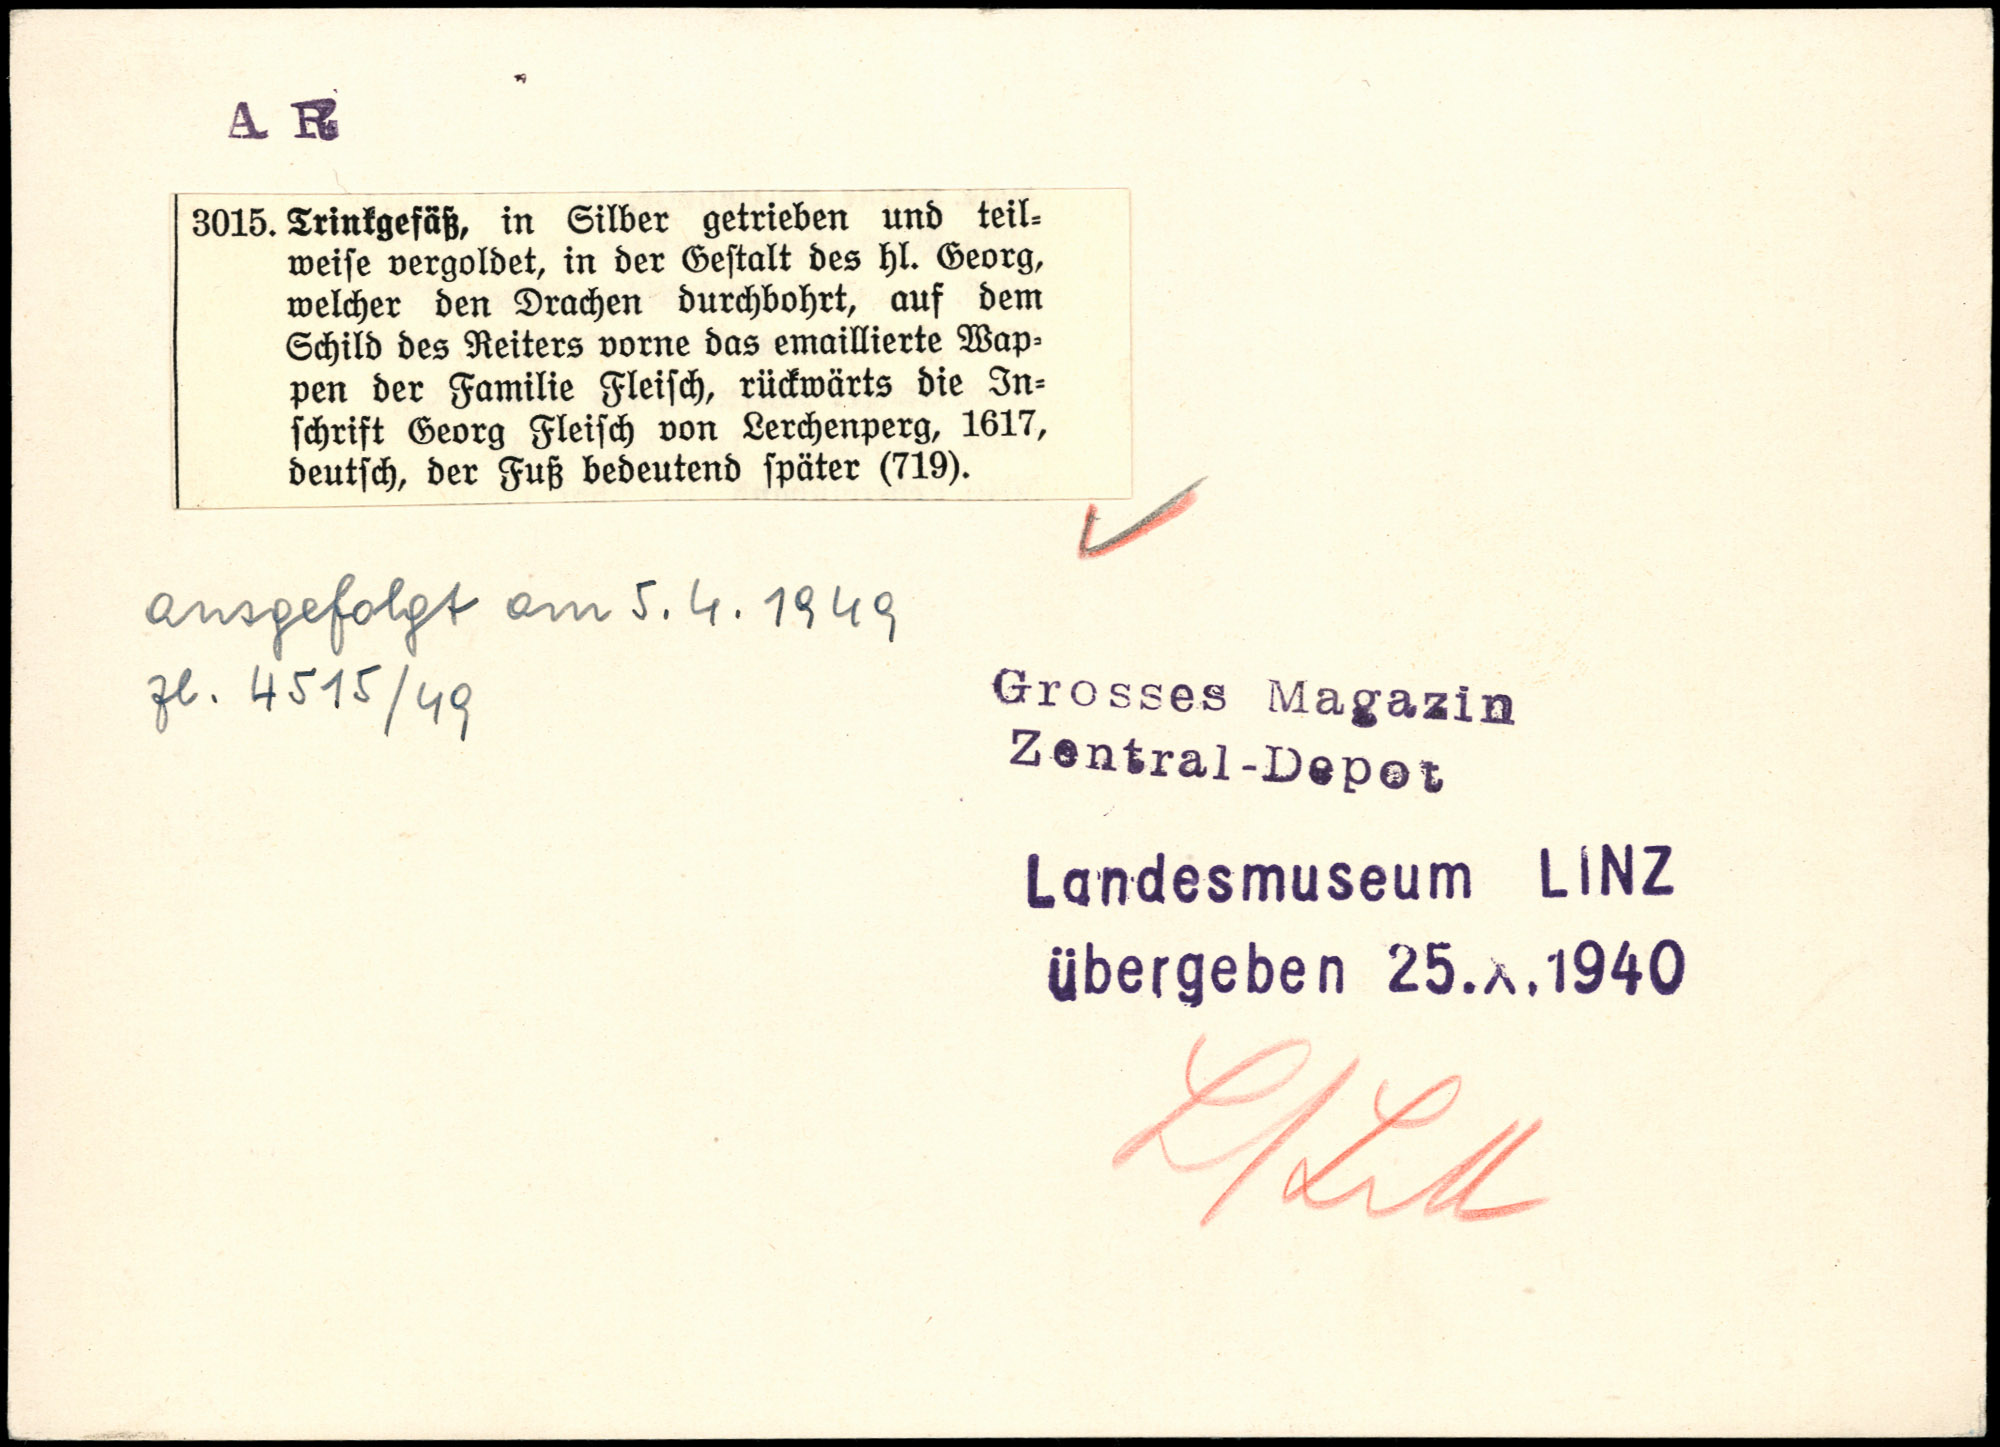 A R
3015. Trinkgefäß, in Silber getrieben und teil-
weise vergoldet, in der Gestalt des hl. Georg,
welcher den Drachen durchbohrt, auf dem
Schild des Reiters vorne das emaillierte Wap-
pen der Familie Fleisch, rückwärts die In-
schrift Georg Fleisch von Lerchenperg, 1617,
deutsch, der Fuß bedeutend später (719).
ausgefolgt am 5. 4. 1949
Zl. 4515/49
Grosses Magazin
Zentral-Depot
Landesmuseum LINZ
übergeben 25.X.1940